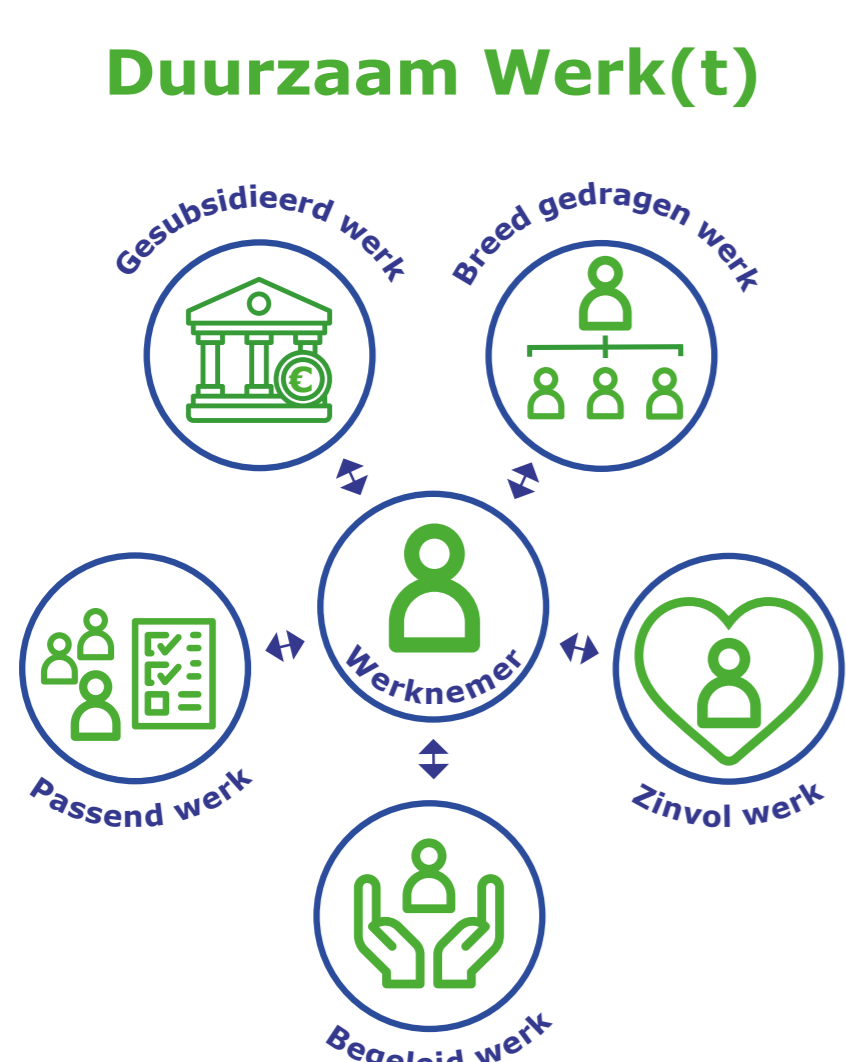 Duurzaam Werk(t)
Gesubsidieerd werk
Breed gedragen werk
€
Werknemer
Passend werk
Zinvol werk
Begeleid werk